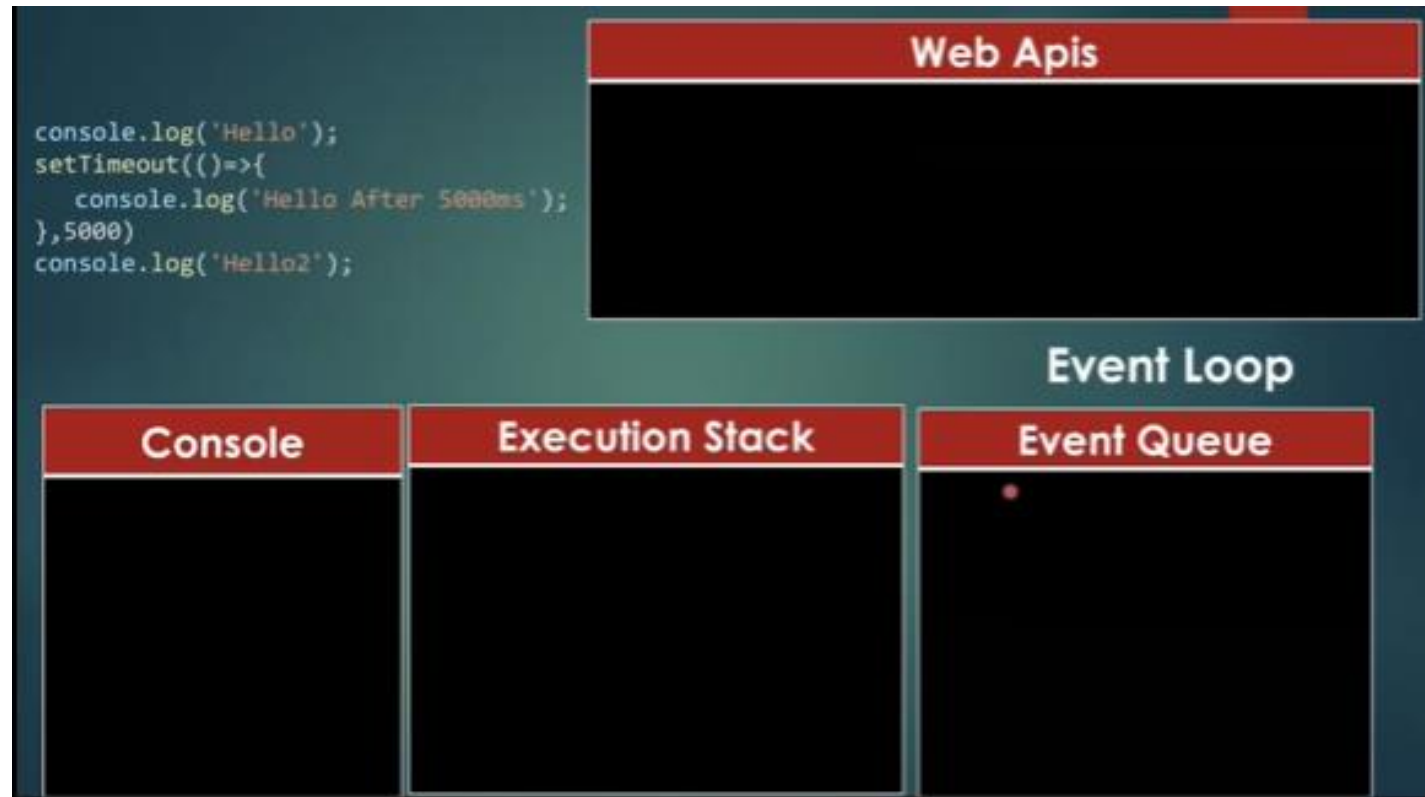 Web Apis
console.log('Hello');
setTimeout(()=>{
console.log('Hello After 5000ms');
},5000)
console.log('Hello2');
Event Loop
Console
Execution Stack
Event Queue